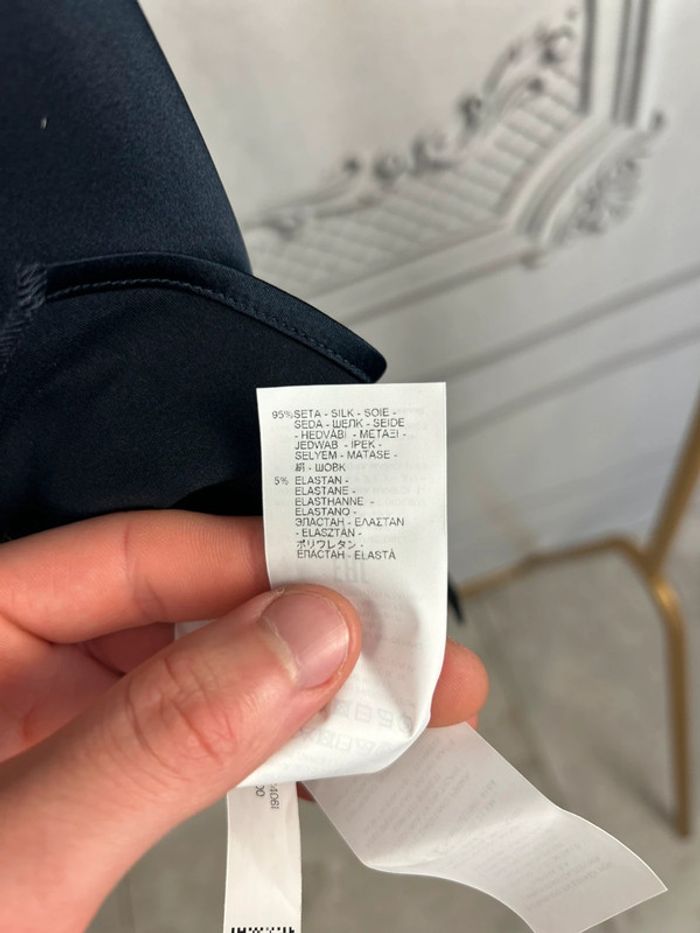 95% SETA - SILK - SOIE -
SEDA - ШЕЛК - SEIDE
- HEDVÁBÍ - ΜΕΤΑΞΙ -
JEDWAB - IPEK -
SELYEM - MATASE -
絹 - ШОВК
5% ELASTAN -
ELASTANE -
ELASTHANNE -
ELASTANO -
ЭЛАСТАН - ΕΛΑΣΤΑΝ
- ELASZTÁN -
ポリウレタン -
ЕЛАСТАН - ELASTĀ